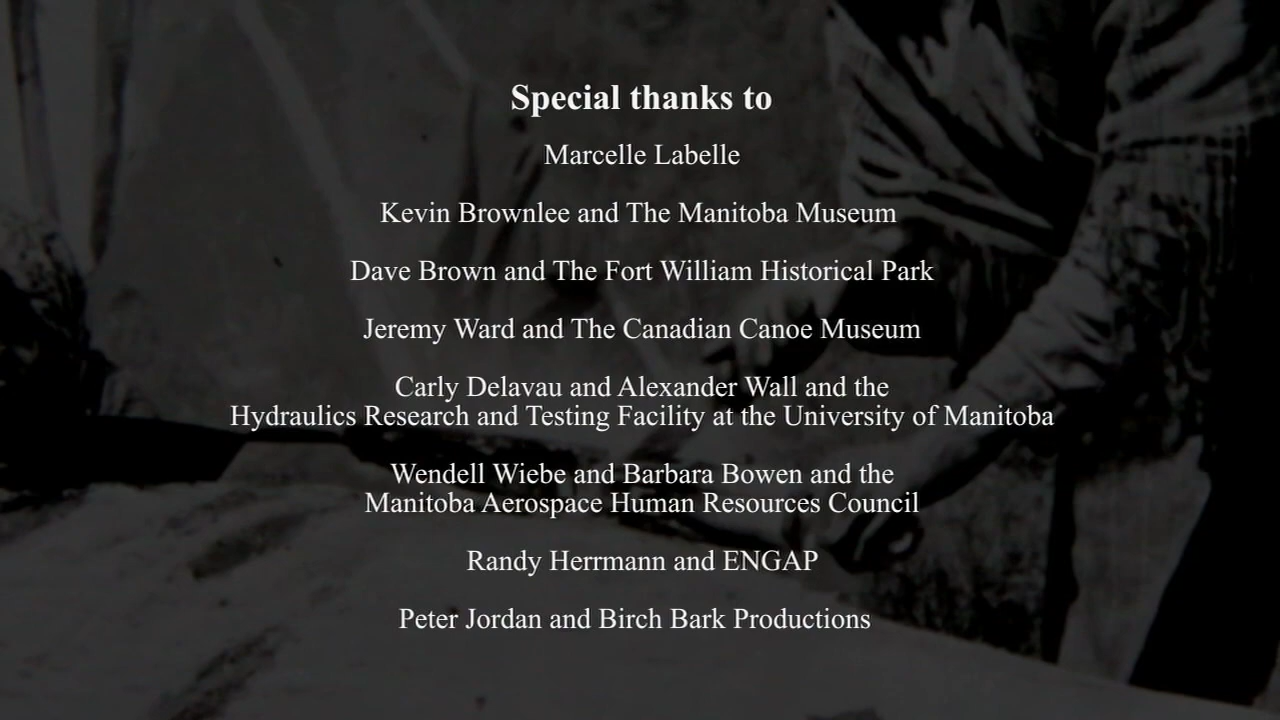 Special thanks to
Marcelle Labelle
Kevin Brownlee and The Manitoba Museum
Dave Brown and The Fort William Historical Park
Jeremy Ward and The Canadian Canoe Museum
Carly Delavau and Alexander Wall and the
Hydraulics Research and Testing Facility at the University of Manitoba
Wendell Wiebe and Barbara Bowen and the
Manitoba Aerospace Human Resources Council
Randy Herrmann and ENGAP
Peter Jordan and Birch Bark Productions